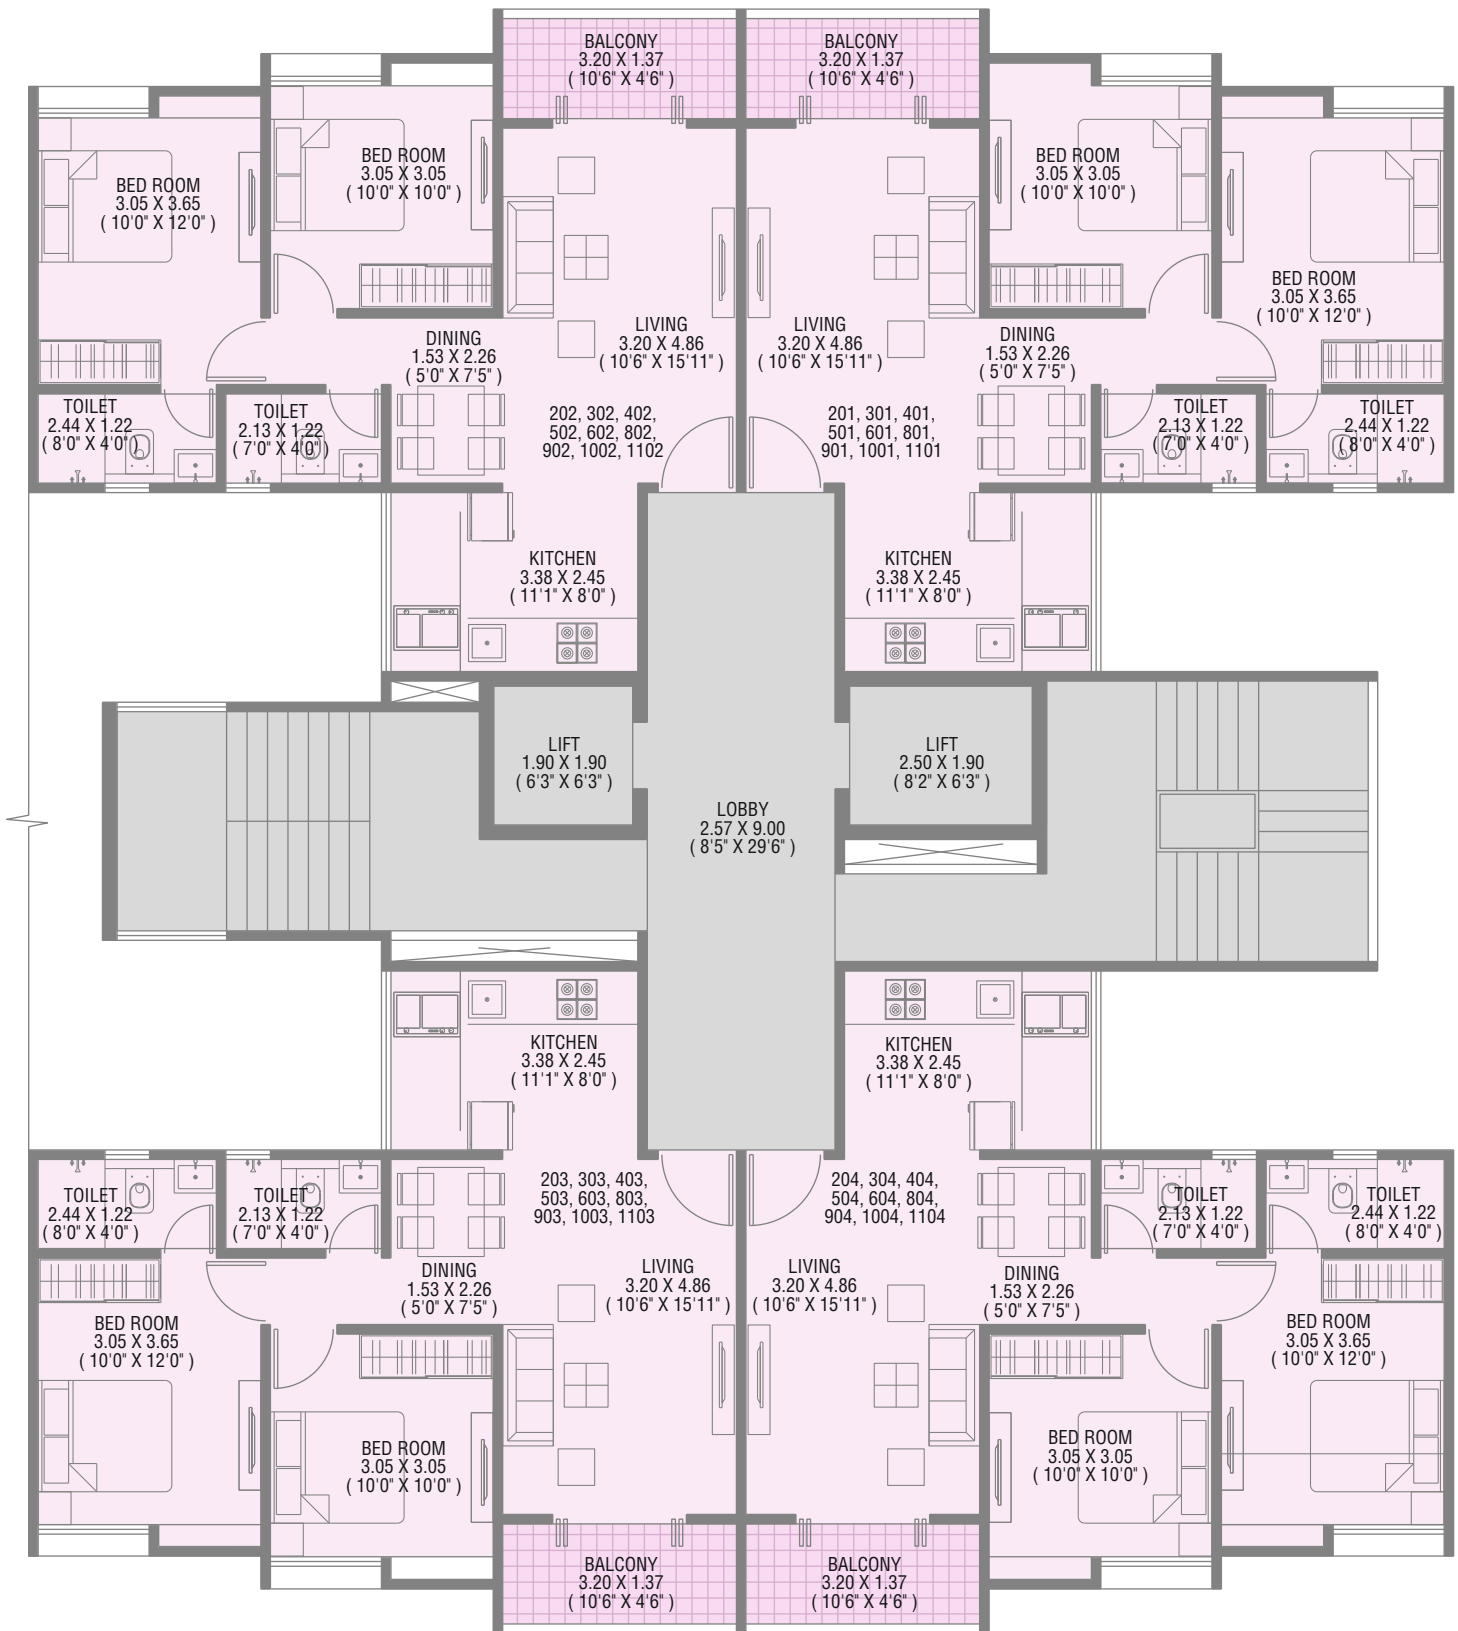 BALCONY
3.20 X 1.37
( 10'6" X 4'6" )
BALCONY
3.20 X 1.37
( 10'6" X 4'6" )
BED ROOM
3.05 X 3.65
( 10'0" X 12'0" )
BED ROOM
3.05 X 3.05
( 10'0" X 10'0" )
BED ROOM
3.05 X 3.05
( 10'0" X 10'0" )
BED ROOM
3.05 X 3.65
( 10'0" X 12'0" )
DINING
1.53 X 2.26
( 5'0" X 7'5" )
LIVING
3.20 X 4.86
( 10'6" X 15'11" )
LIVING
3.20 X 4.86
( 10'6" X 15'11" )
DINING
1.53 X 2.26
( 5'0" X 7'5" )
TOILET
2.44 X 1.22
( 8'0" X 4'0" )
TOILET
2.13 X 1.22
( 7'0" X 4'0" )
202, 302, 402,
502, 602, 802,
902, 1002, 1102
201, 301, 401,
501, 601, 801,
901, 1001, 1101
TOILET
2.13 X 1.22
( 7'0" X 4'0" )
TOILET
2.44 X 1.22
( 8'0" X 4'0" )
KITCHEN
3.38 X 2.45
( 11'1" X 8'0" )
KITCHEN
3.38 X 2.45
( 11'1" X 8'0" )
LIFT
1.90 X 1.90
( 6'3" X 6'3" )
LIFT
2.50 X 1.90
( 8'2" X 6'3" )
LOBBY
2.57 X 9.00
( 8'5" X 29'6" )
KITCHEN
3.38 X 2.45
( 11'1" X 8'0" )
KITCHEN
3.38 X 2.45
( 11'1" X 8'0" )
TOILET
2.44 X 1.22
( 8'0" X 4'0" )
TOILET
2.13 X 1.22
( 7'0" X 4'0" )
203, 303, 403,
503, 603, 803,
903, 1003, 1103
204, 304, 404,
504, 604, 804,
904, 1004, 1104
TOILET
2.13 X 1.22
( 7'0" X 4'0" )
TOILET
2.44 X 1.22
( 8'0" X 4'0" )
DINING
1.53 X 2.26
( 5'0" X 7'5" )
LIVING
3.20 X 4.86
( 10'6" X 15'11" )
LIVING
3.20 X 4.86
( 10'6" X 15'11" )
DINING
1.53 X 2.26
( 5'0" X 7'5" )
BED ROOM
3.05 X 3.65
( 10'0" X 12'0" )
BED ROOM
3.05 X 3.05
( 10'0" X 10'0" )
BED ROOM
3.05 X 3.05
( 10'0" X 10'0" )
BED ROOM
3.05 X 3.65
( 10'0" X 12'0" )
BALCONY
3.20 X 1.37
( 10'6" X 4'6" )
BALCONY
3.20 X 1.37
( 10'6" X 4'6" )